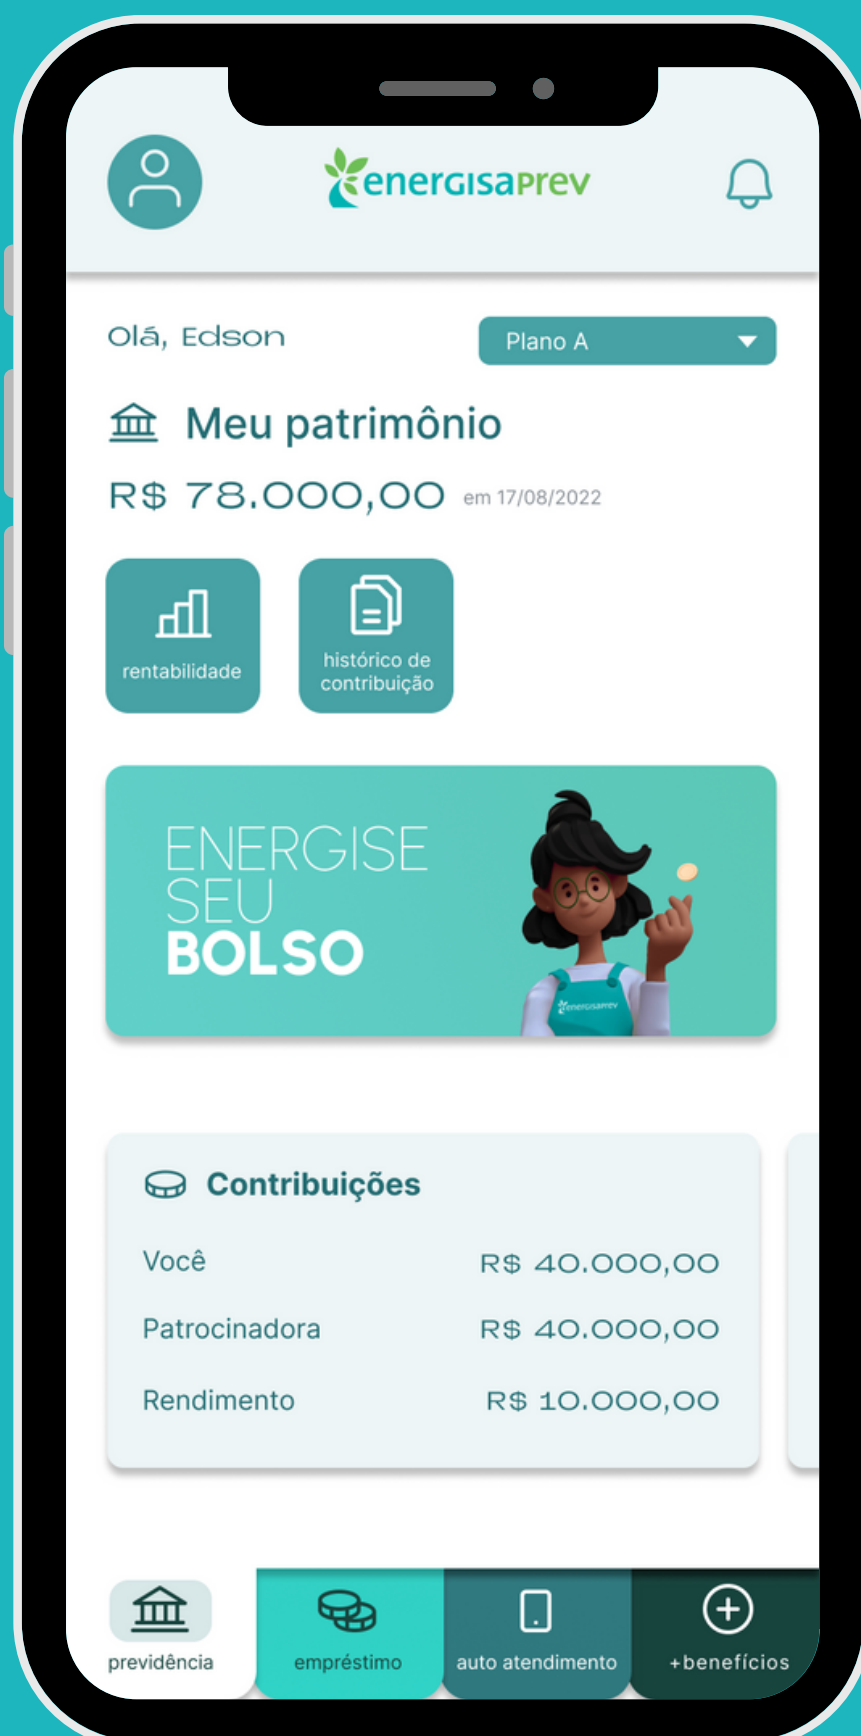 energisaprev
Olá, Edson
Plano A
Meu patrimônio
R$ 78.000,00 em 17/08/2022
rentabilidade
histórico de
contribuição
ENERGISE
SEU
BOLSO
energisaprev
Contribuições
Você R$ 40.000,00
Patrocinadora R$ 40.000,00
Rendimento R$ 10.000,00
previdência
empréstimo
auto atendimento
+benefícios